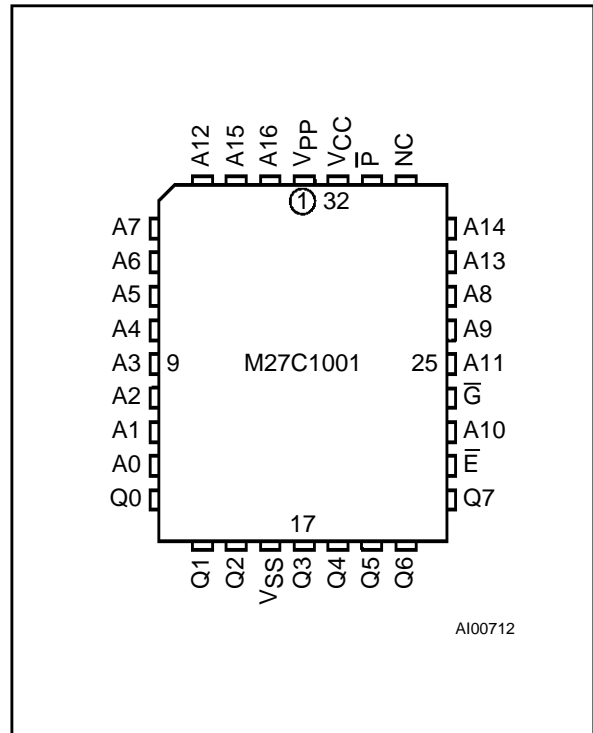 A12 A15 A16 VPP VCC P̅ NC
1 32
A7 A14
A6 A13
A5 A8
A4 A9
A3 9 M27C1001 25 A11
A2 G̅
A1 A10
A0 E̅
Q0 Q7
17
Q1 Q2 VSS Q3 Q4 Q5 Q6
AI00712